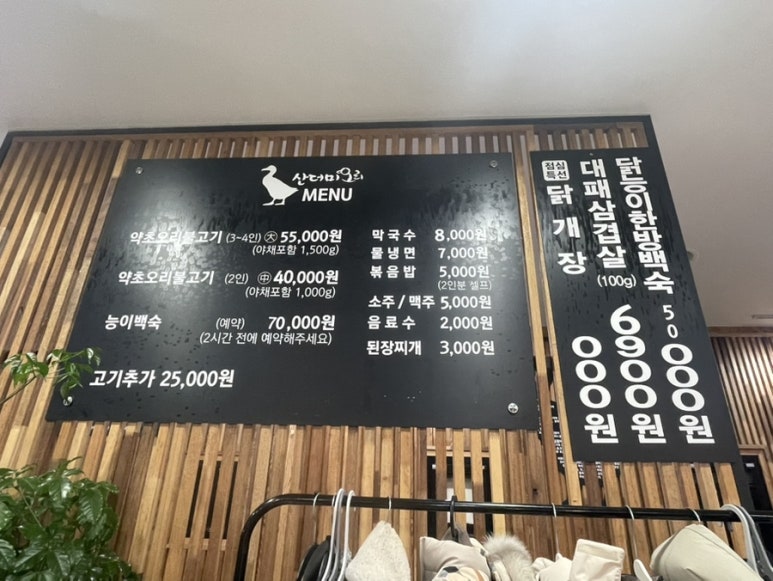 산더미오리
MENU
약초오리불고기 (3~4인) 大 55,000원
(야채포함 1,500g)
약초오리불고기 (2인) 中 40,000원
(야채포함 1,000g)
능이백숙 (예약) 70,000원
(2시간 전에 예약해주세요)
고기추가 25,000원
막국수 8,000원
물냉면 7,000원
볶음밥 5,000원
(2인분 셀프)
소주 / 맥주 5,000원
음료수 2,000원
된장찌개 3,000원
닭능이한방백숙 50000원
대패삼겹살 (100g) 6900원
점심
특선
닭개장 000원